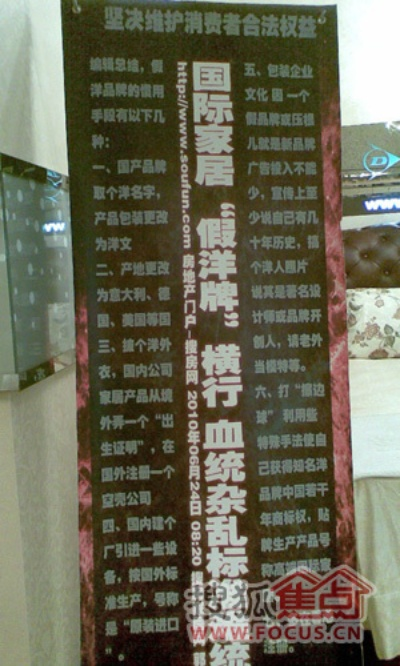 坚决维护消费者合法权益
编辑总结,假
洋品牌的惯用
手段有以下几
种:
一、国产品牌
取个洋名字,
产品包装更改
为洋文
二、产地更改
为意大利、德
国、美国等国
三、披个洋外
衣,国内公司
家居产品从境
外弄一个“出
生证明”,在
国外注册一个
空壳公司
四、国内建个
厂引进一些设
备,按国外标
准生产,号称
是“原装进口
”。
国际家居“假洋牌”横行 血统杂乱标
http://www.soufun.com 房地产门户-搜房网 2010年06月24日 08:20
五、包装企业
文化 因一个
假品牌或压根
儿就是新品牌
广告投入不能
少,宣传上至
少说自己有几
十年历史,搞
个洋人照片
说其是著名设
计师或品牌开
创人,请老外
当模特等。
六、打“擦边
球”利用些
特殊手法使自
己获得知名洋
品牌中国若干
年商标权,贴
牌生产产品号
称高端国际家
注册。
搜狐焦点
WWW.FOCUS.CN